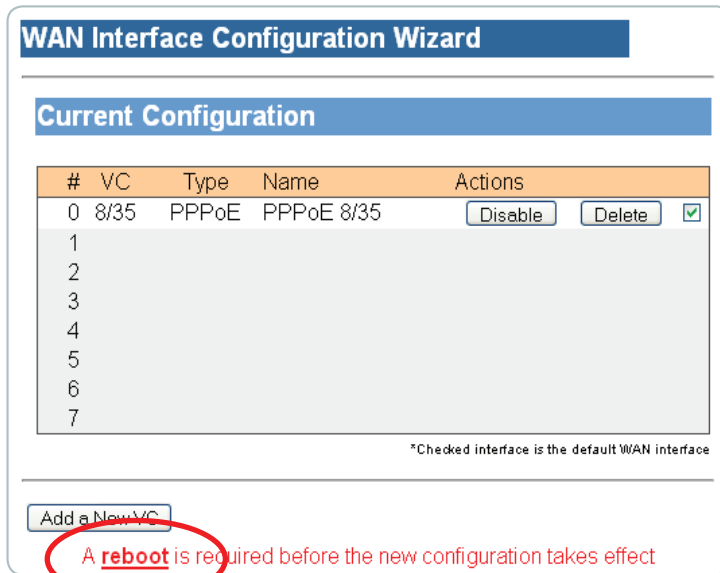 WAN Interface Configuration Wizard
Current Configuration
# VC Type Name Actions
0 8/35 PPPoE PPPoE 8/35 Disable Delete
1
2
3
4
5
6
7
*Checked interface is the default WAN interface
Add a New VC
A reboot is required before the new configuration takes effect